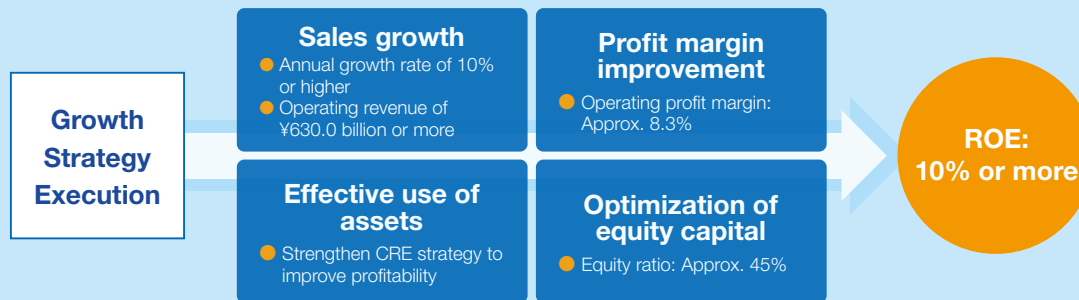 Growth
Strategy
Execution
Sales growth
Annual growth rate of 10%
or higher
Operating revenue of
¥630.0 billion or more
Profit margin
improvement
Operating profit margin:
Approx. 8.3%
Effective use of
assets
Strengthen CRE strategy to
improve profitability
Optimization of
equity capital
Equity ratio: Approx. 45%
ROE:
10% or more